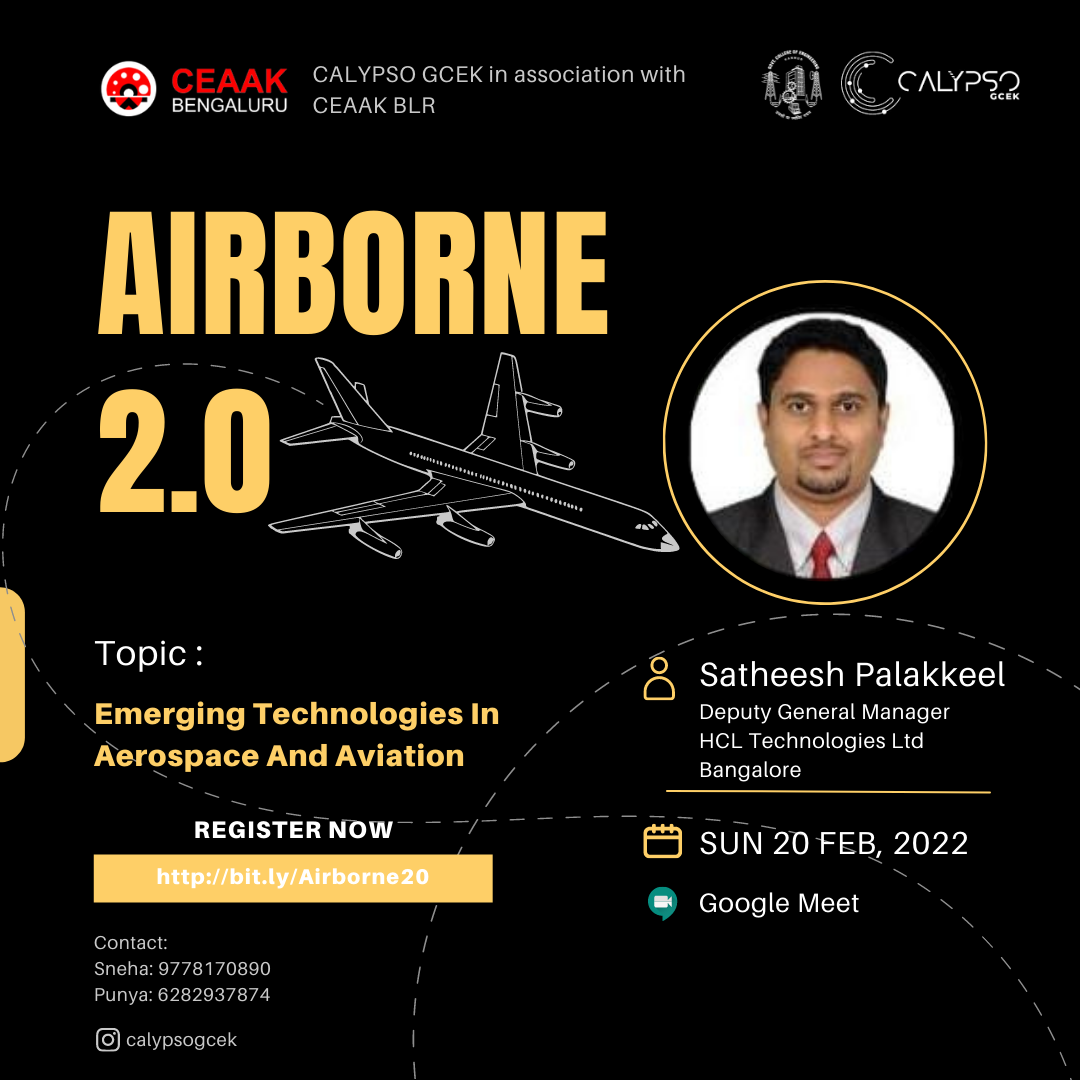 CEAAK
BENGALURU
CALYPSO GCEK in association with
CEAAK BLR
CALYPSO
GCEK
AIRBORNE
2.0
Topic :
Emerging Technologies In
Aerospace And Aviation
REGISTER NOW
http://bit.ly/Airborne20
Contact:
Sneha: 9778170890
Punya: 6282937874
calypsogcek
Satheesh Palakkeel
Deputy General Manager
HCL Technologies Ltd
Bangalore
SUN 20 FEB, 2022
Google Meet